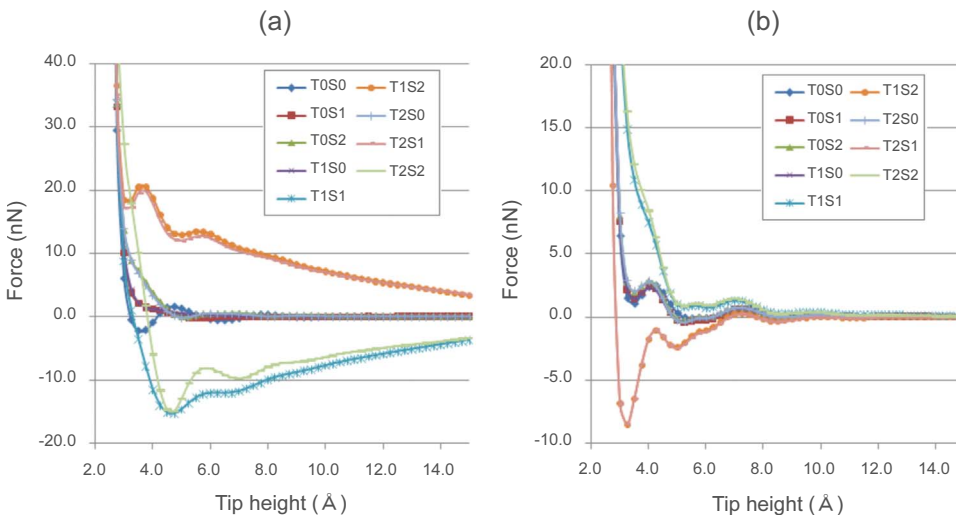 (a)
40.0
30.0
20.0
10.0
0.0
-10.0
-20.0
Force (nN)
T0S0
T1S2
T0S1
T2S0
T0S2
T2S1
T1S0
T2S2
T1S1
2.0 4.0 6.0 8.0 10.0 12.0 14.0
Tip height ( Å )
(b)
20.0
15.0
10.0
5.0
0.0
-5.0
-10.0
Force (nN)
T0S0
T1S2
T0S1
T2S0
T0S2
T2S1
T1S0
T2S2
T1S1
2.0 4.0 6.0 8.0 10.0 12.0 14.0
Tip height ( Å )